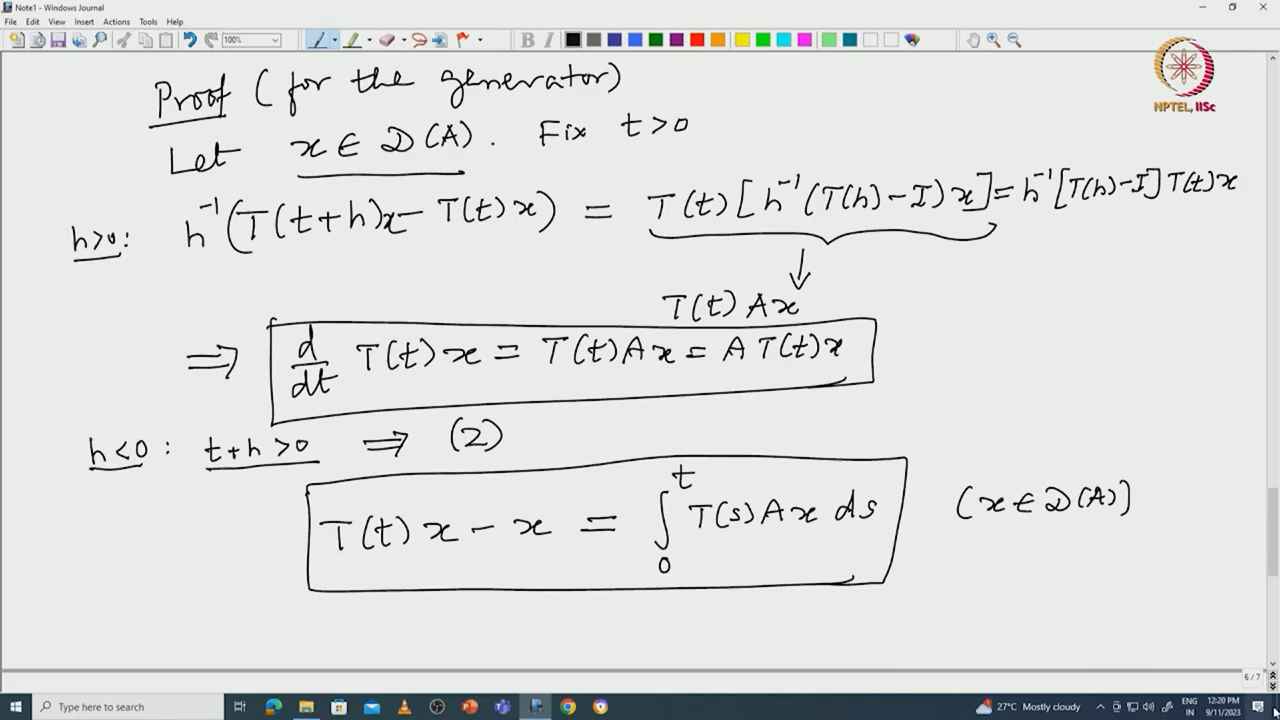 Note1 - Windows Journal
File Edit View Insert Actions Tools Help
100% B I
NPTEL, IISc
Proof (for the generator)
Let x ∈ D(A). Fix t>0
h>0: h⁻¹(T(t+h)x - T(t)x) = T(t)[h⁻¹(T(h)-I)x] = h⁻¹[T(h)-I]T(t)x
↓
T(t)Ax
⟹ d/dt T(t)x = T(t)Ax = A T(t)x
h<0: t+h>0 ⟹ (2)
T(t)x - x = ∫₀ᵗ T(s)Ax ds (x ∈ D(A))
6/7
Type here to search
27°C Mostly cloudy ENG IN 12:20 PM 9/11/2023